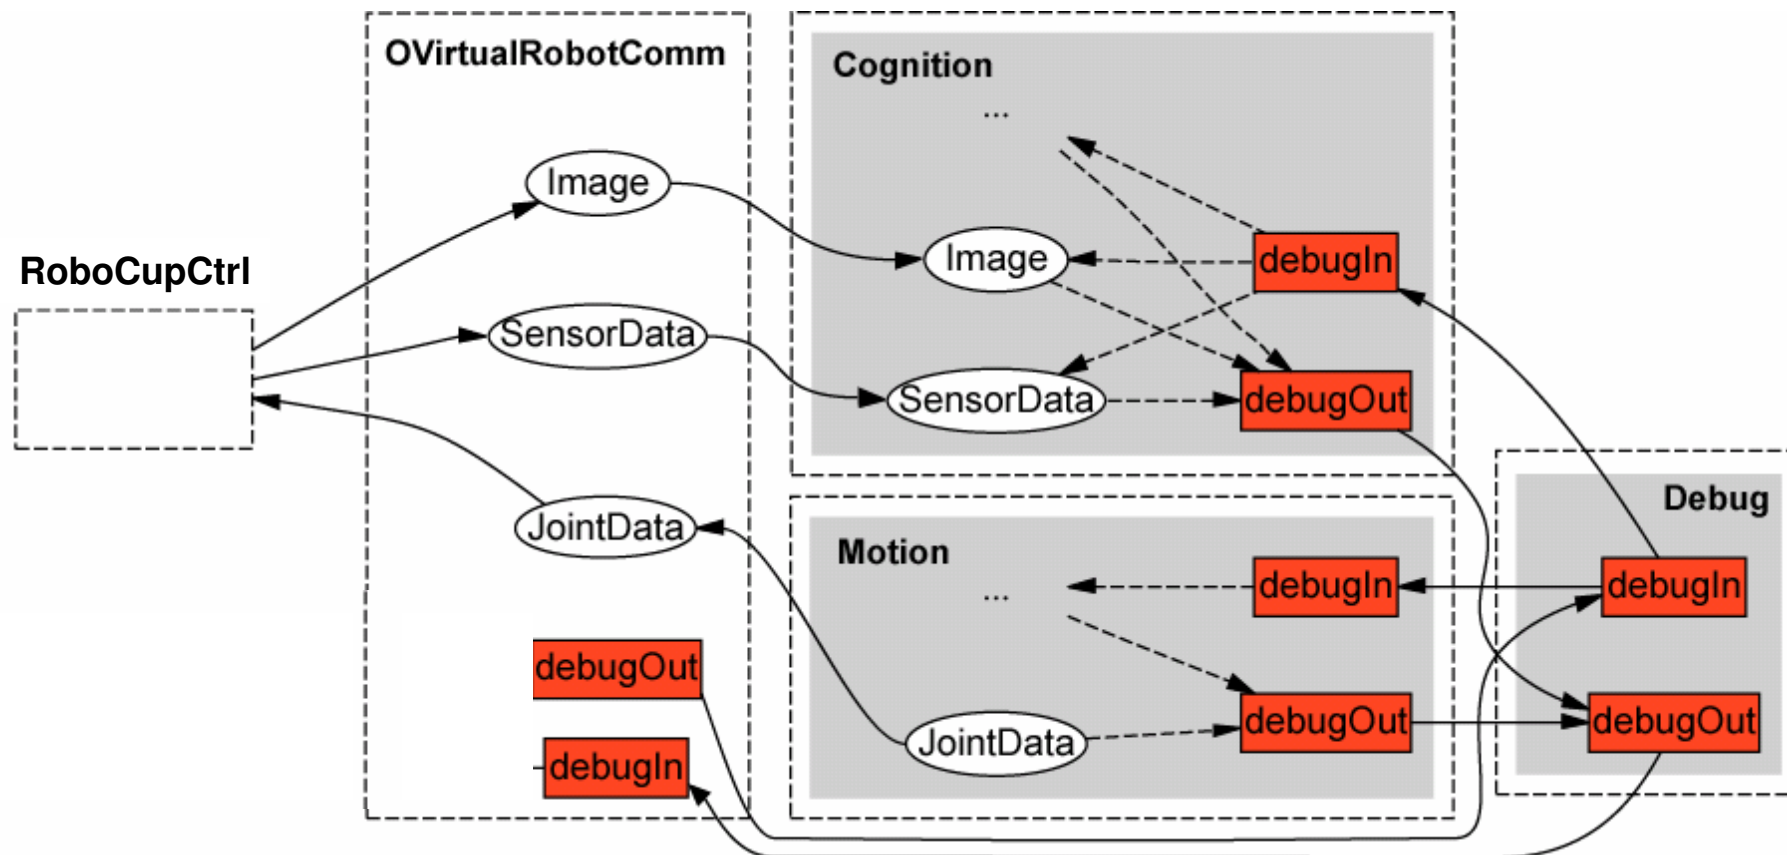 RoboCupCtrl
OVirtualRobotComm
Image
SensorData
JointData
debugOut
debugIn
Cognition
...
Image
debugIn
SensorData
debugOut
Motion
...
debugIn
debugOut
JointData
Debug
debugIn
debugOut